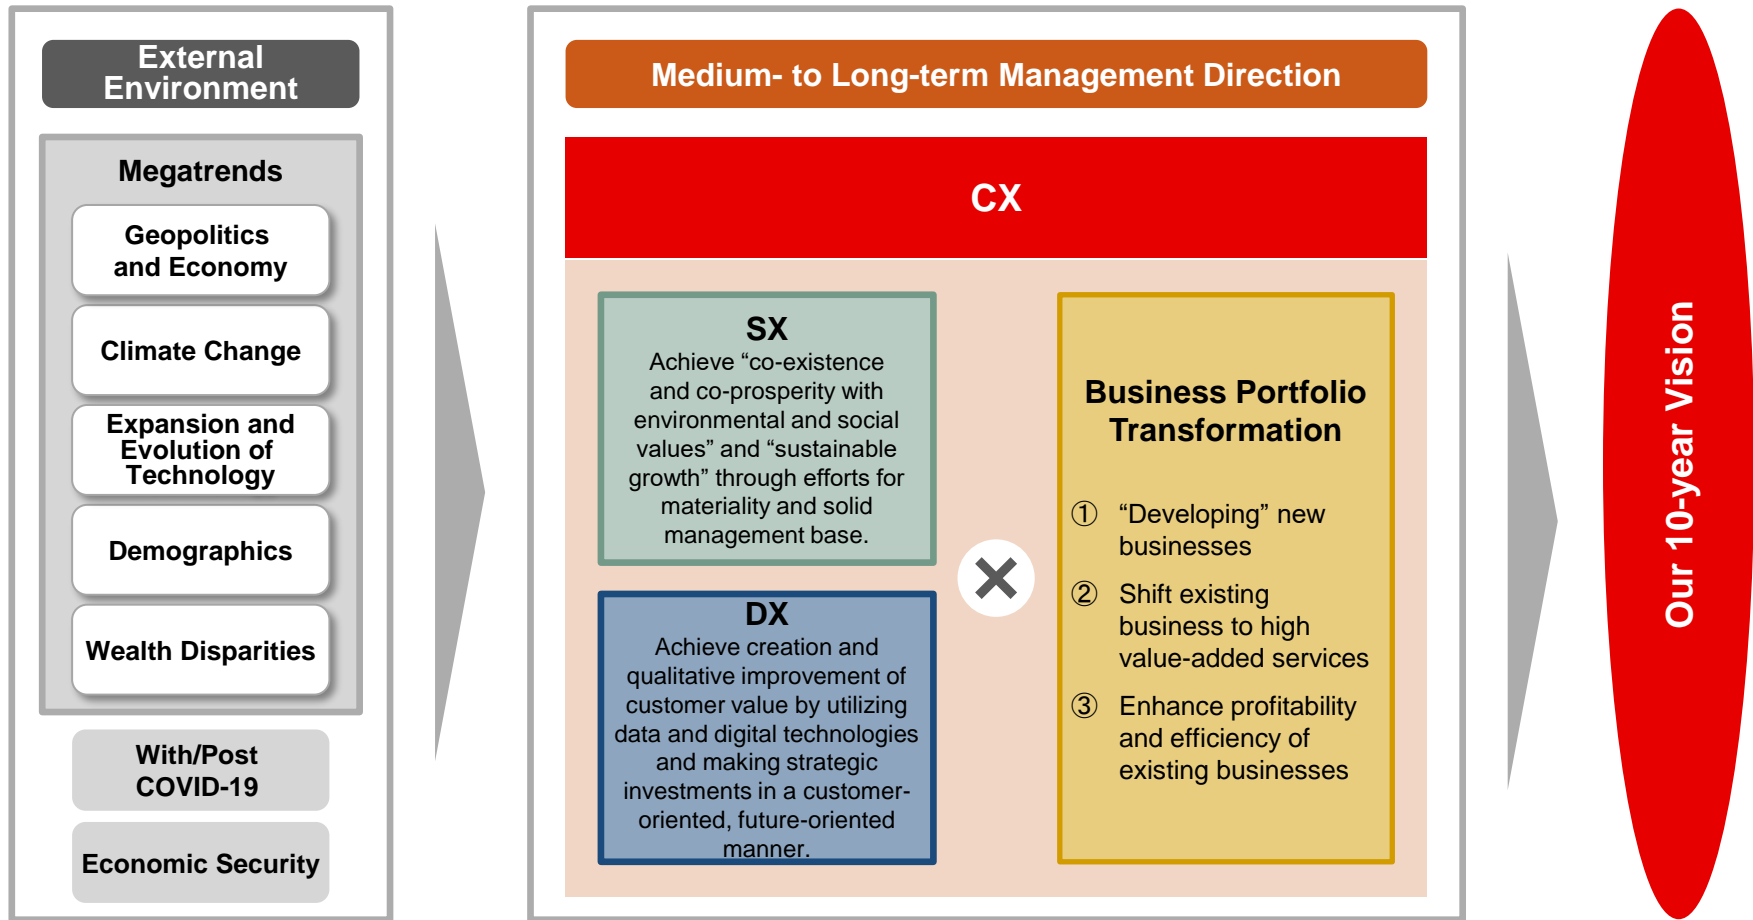 External
Environment
Megatrends
Geopolitics
and Economy
Climate Change
Expansion and
Evolution of
Technology
Demographics
Wealth Disparities
With/Post
COVID-19
Economic Security
Medium- to Long-term Management Direction
CX
SX
Achieve “co-existence
and co-prosperity with
environmental and social
values” and “sustainable
growth” through efforts for
materiality and solid
management base.
DX
Achieve creation and
qualitative improvement of
customer value by utilizing
data and digital technologies
and making strategic
investments in a customer-
oriented, future-oriented
manner.
Business Portfolio
Transformation
① “Developing” new
businesses
② Shift existing
business to high
value-added services
③ Enhance profitability
and efficiency of
existing businesses
Our 10-year Vision